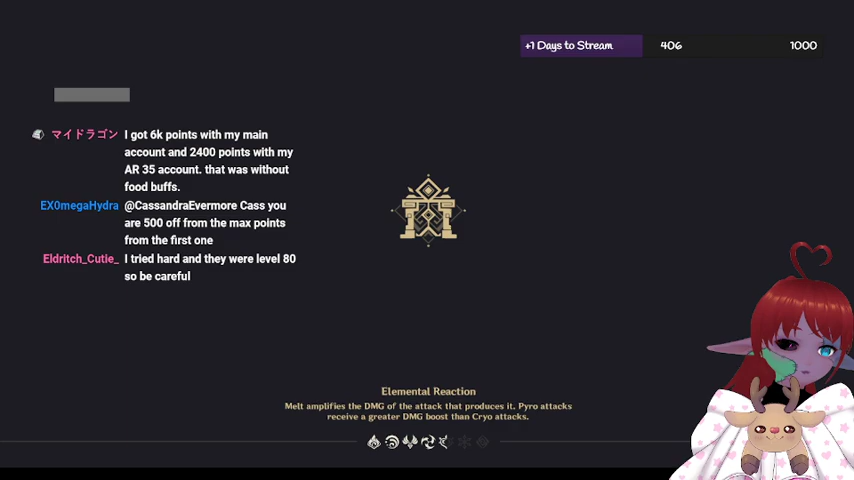 +1 Days to Stream 406 1000
マイドラゴン I got 6k points with my main
account and 2400 points with my
AR 35 account. that was without
food buffs.
EX0megaHydra @CassandraEvermore Cass you
are 500 off from the max points
from the first one
Eldritch_Cutie_ I tried hard and they were level 80
so be careful
Elemental Reaction
Melt amplifies the DMG of the attack that produces it. Pyro attacks
receive a greater DMG boost than Cryo attacks.